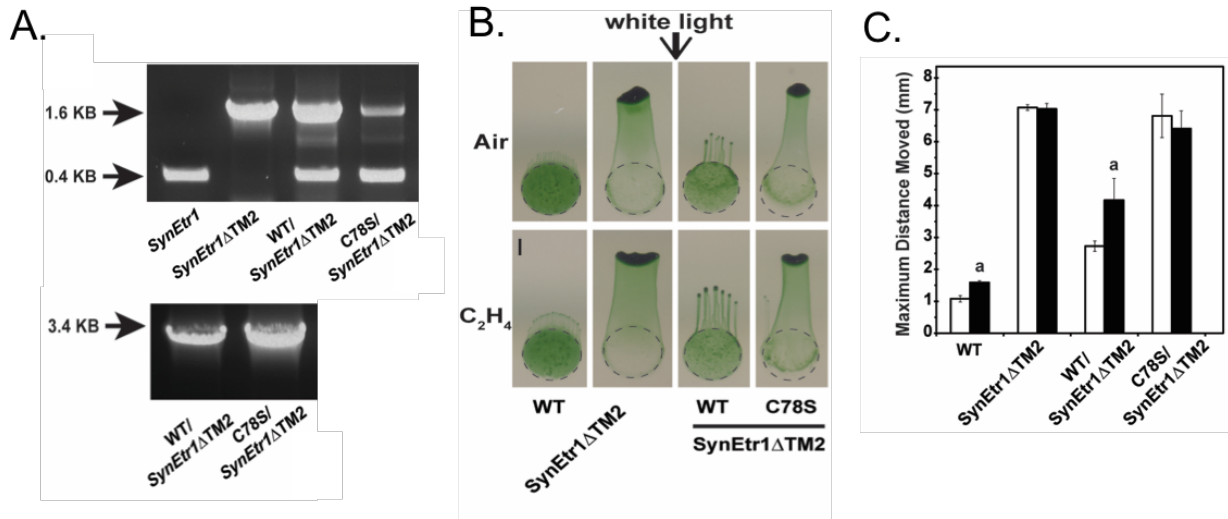 A.
1.6 KB
0.4 KB
SynEtr1
SynEtr1ΔTM2
WT/
SynEtr1ΔTM2
C78S/
SynEtr1ΔTM2
3.4 KB
WT/
SynEtr1ΔTM2
C78S/
SynEtr1ΔTM2
B.
white light
Air
C₂H₄
WT
SynEtr1ΔTM2
WT
C78S
SynEtr1ΔTM2
C.
Maximum Distance Moved (mm)
8
7
6
5
4
3
2
1
0
a
a
WT
SynEtr1ΔTM2
WT/
SynEtr1ΔTM2
C78S/
SynEtr1ΔTM2